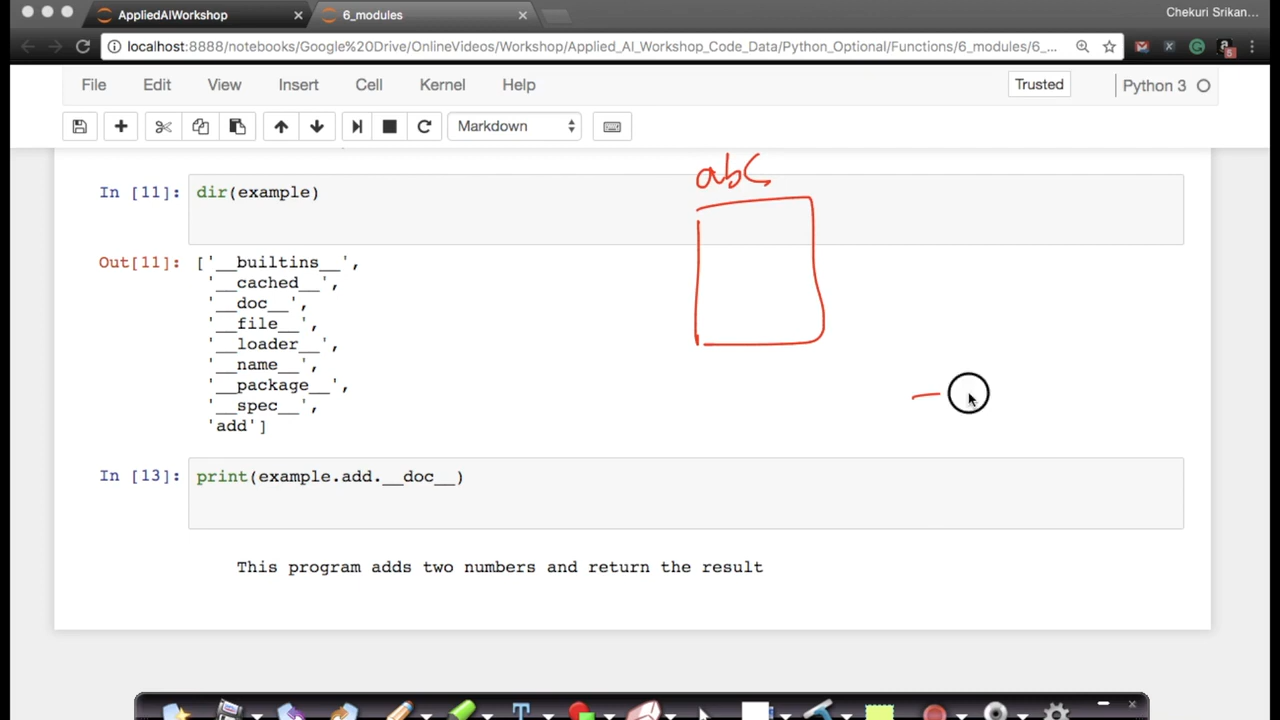 AppliedAIWorkshop 6_modules Chekuri Srikan...
localhost:8888/notebooks/Google%20Drive/OnlineVideos/Workshop/Applied_AI_Workshop_Code_Data/Python_Optional/Functions/6_modules/6_... 5
File Edit View Insert Cell Kernel Help Trusted Python 3
Markdown
abc
In [11]: dir(example)
Out[11]: ['__builtins__',
'__cached__',
'__doc__',
'__file__',
'__loader__',
'__name__',
'__package__',
'__spec__',
'add']
In [13]: print(example.add.__doc__)
This program adds two numbers and return the result